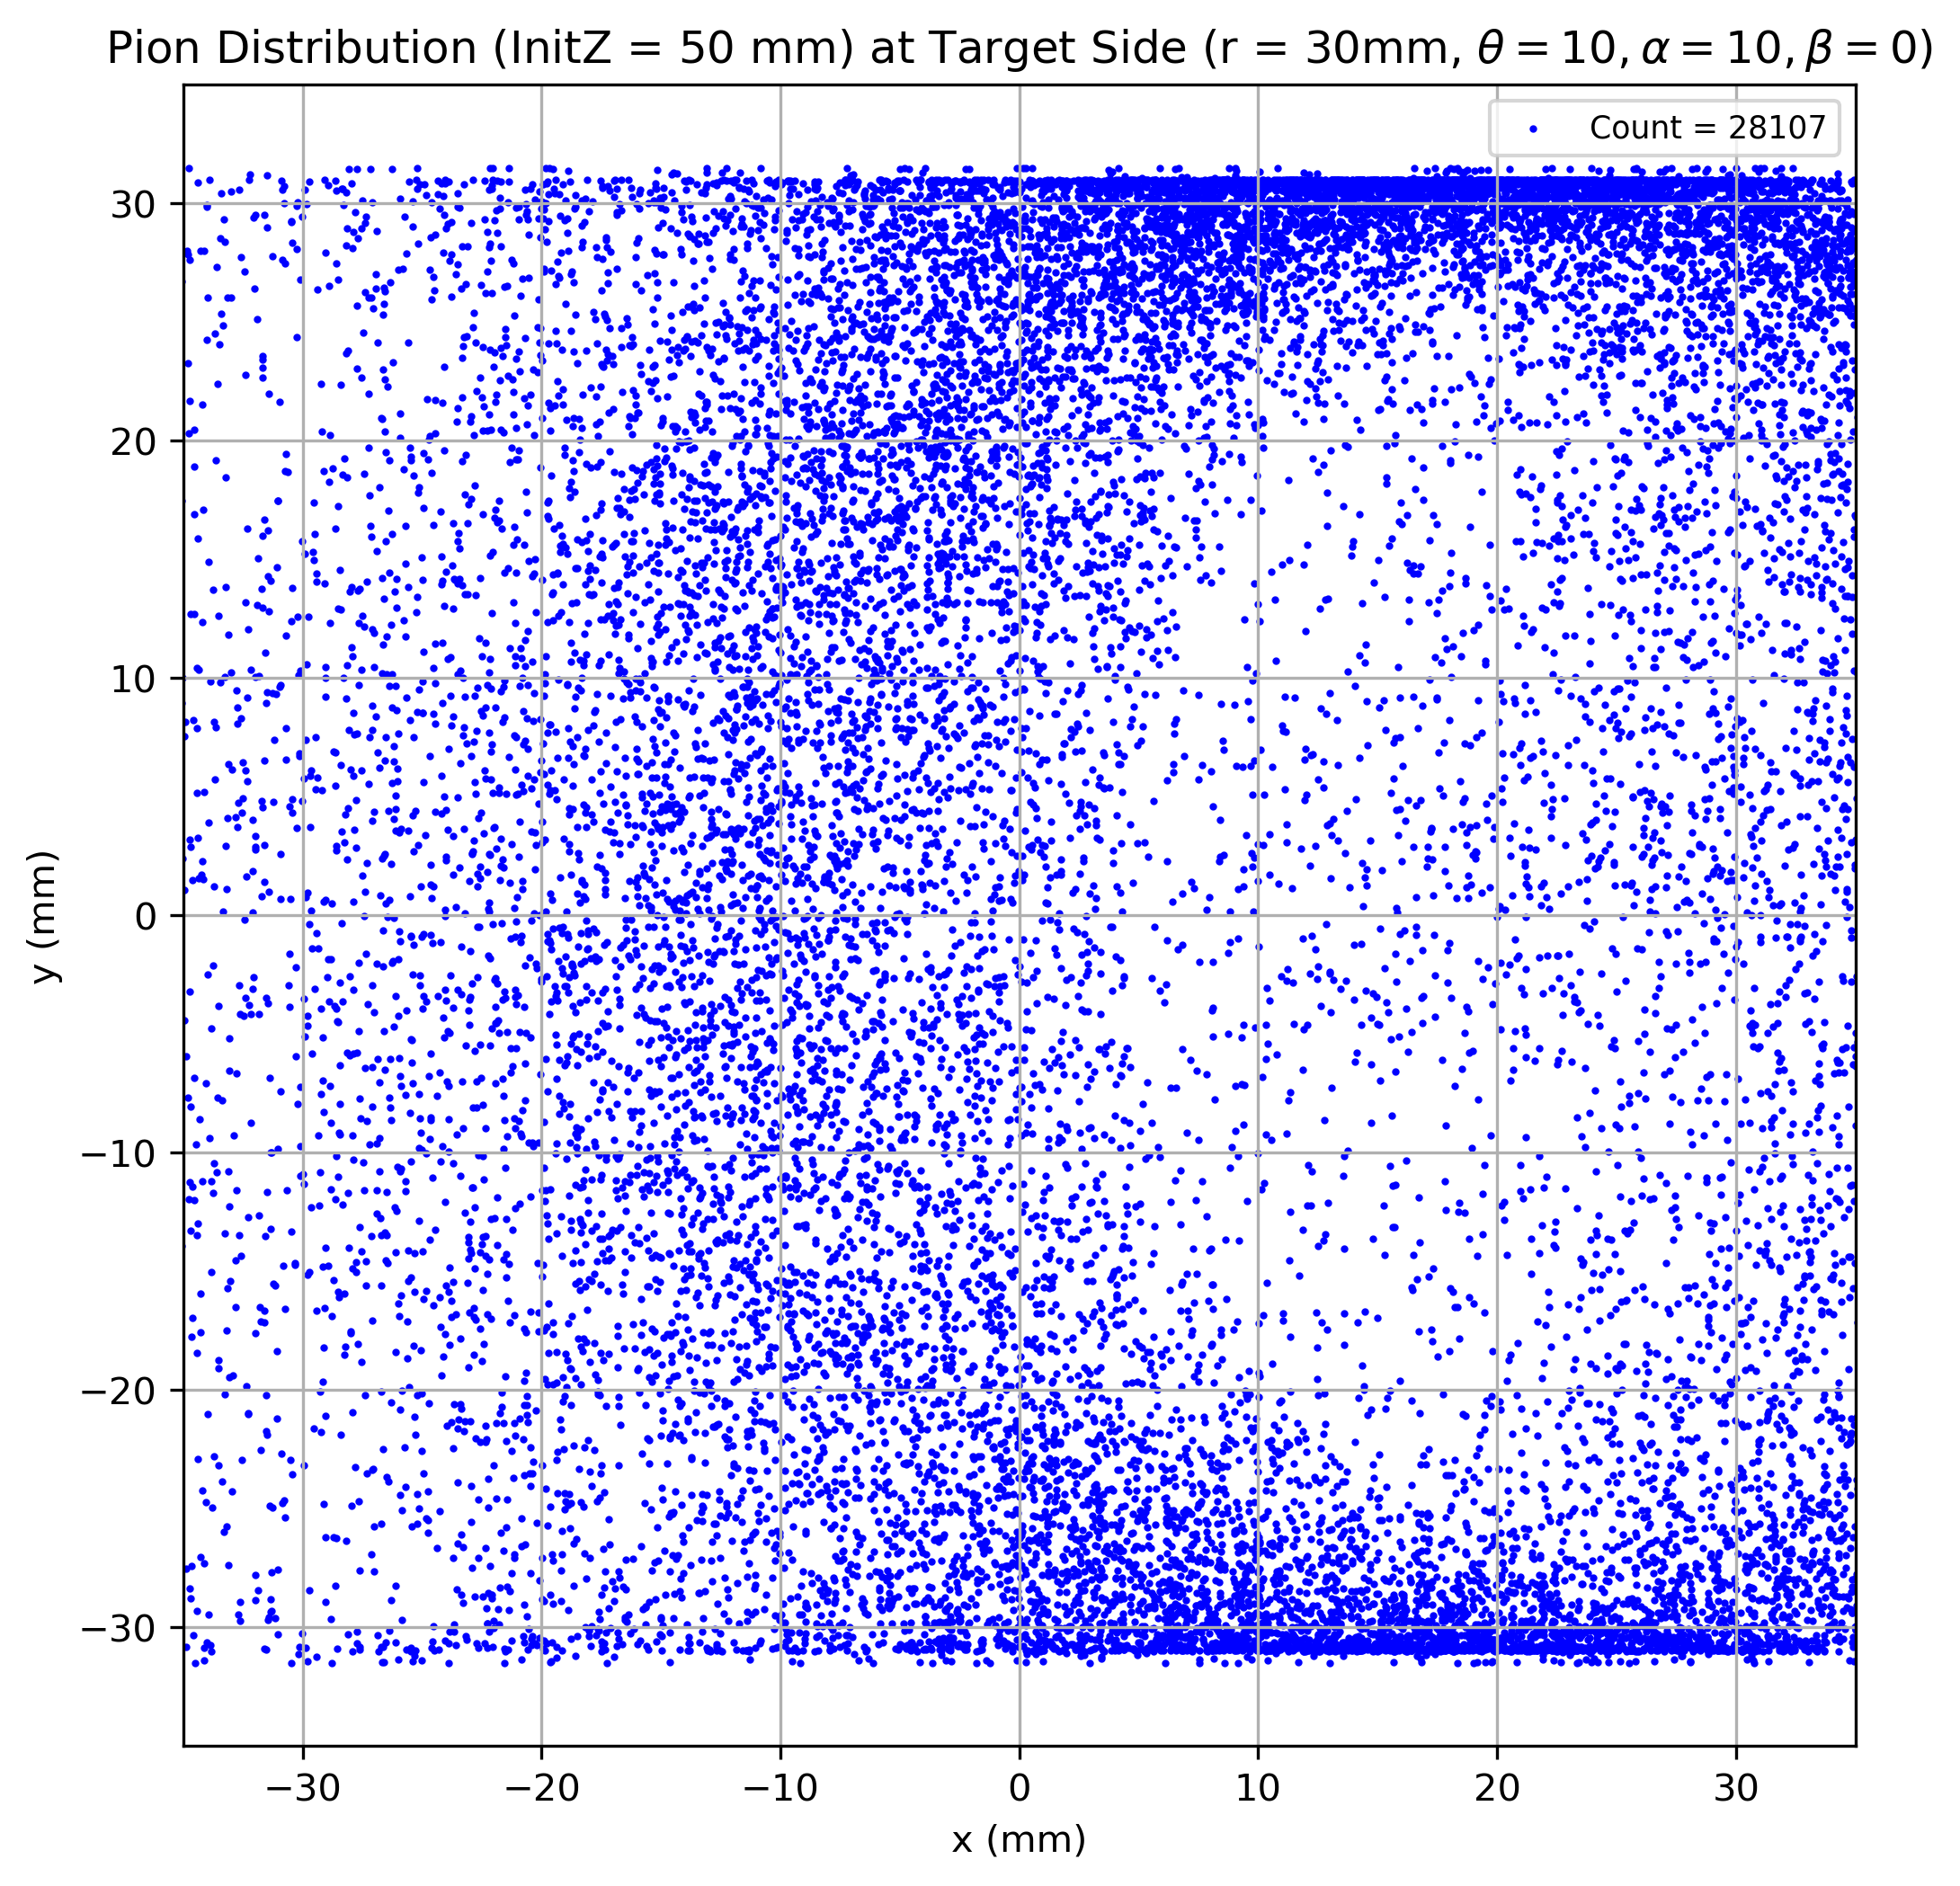 Pion Distribution (InitZ = 50 mm) at Target Side (r = 30mm, θ = 10, α = 10, β = 0)
Count = 28107
30
20
10
0
−10
−20
−30
y (mm)
−30 −20 −10 0 10 20 30
x (mm)